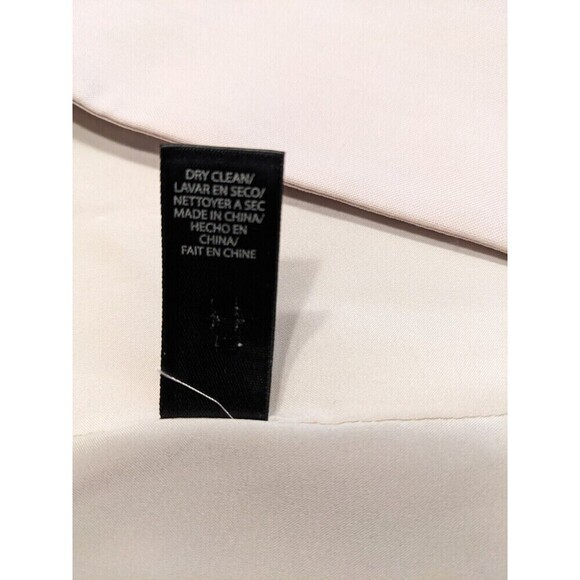 DRY CLEAN/
LAVAR EN SECO/
NETTOYER A SEC
MADE IN CHINA/
HECHO EN
CHINA/
FAIT EN CHINE